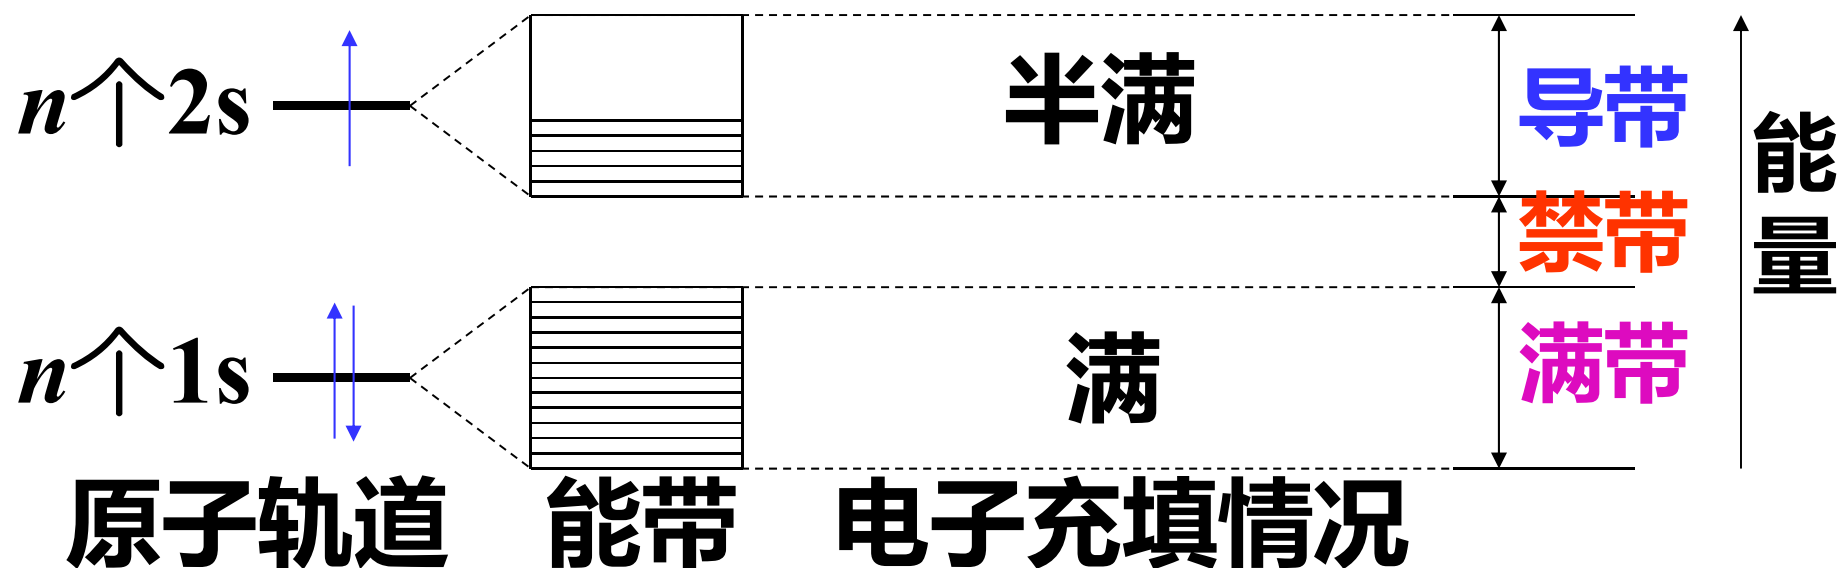 n个2s
半满
导带
禁带
能量
n个1s
满
满带
原子轨道 能带 电子充填情况